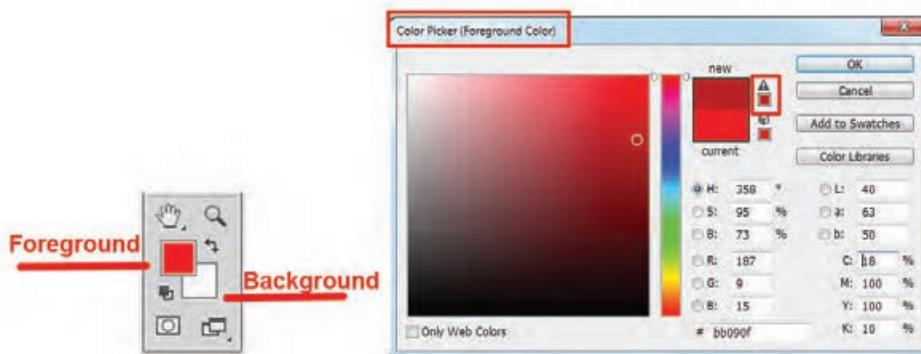 Foreground
Background
Color Picker (Foreground Color)
new
current
OK
Cancel
Add to Swatches
Color Libraries
H: 358 °
S: 95 %
B: 73 %
R: 187
G: 9
B: 15
# bb090f
L: 40
a: 63
b: 50
C: 18 %
M: 100 %
Y: 100 %
K: 10 %
Only Web Colors